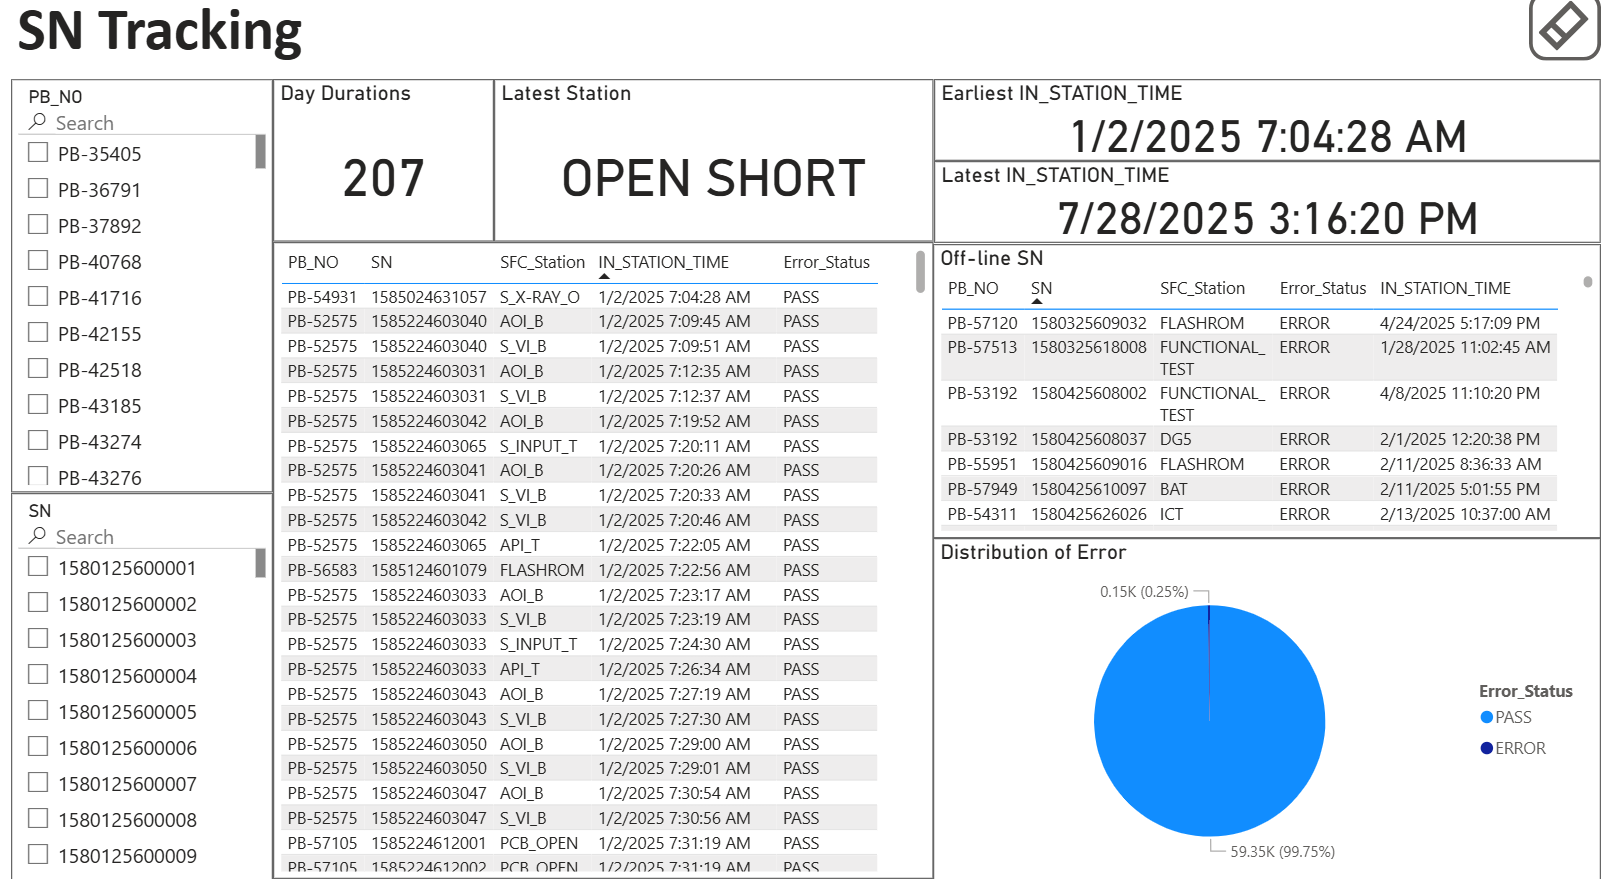 SN Tracking
PB_NO
Search
PB-35405
PB-36791
PB-37892
PB-40768
PB-41716
PB-42155
PB-42518
PB-43185
PB-43274
PB-43276
SN
Search
1580125600001
1580125600002
1580125600003
1580125600004
1580125600005
1580125600006
1580125600007
1580125600008
1580125600009
Day Durations
207
Latest Station
OPEN SHORT
Earliest IN_STATION_TIME
1/2/2025 7:04:28 AM
Latest IN_STATION_TIME
7/28/2025 3:16:20 PM
PB_NO SN SFC_Station IN_STATION_TIME Error_Status
PB-54931 1585024631057 S_X-RAY_O 1/2/2025 7:04:28 AM PASS
PB-52575 1585224603040 AOI_B 1/2/2025 7:09:45 AM PASS
PB-52575 1585224603040 S_VI_B 1/2/2025 7:09:51 AM PASS
PB-52575 1585224603031 AOI_B 1/2/2025 7:12:35 AM PASS
PB-52575 1585224603031 S_VI_B 1/2/2025 7:12:37 AM PASS
PB-52575 1585224603042 AOI_B 1/2/2025 7:19:52 AM PASS
PB-52575 1585224603065 S_INPUT_T 1/2/2025 7:20:11 AM PASS
PB-52575 1585224603041 AOI_B 1/2/2025 7:20:26 AM PASS
PB-52575 1585224603041 S_VI_B 1/2/2025 7:20:33 AM PASS
PB-52575 1585224603042 S_VI_B 1/2/2025 7:20:46 AM PASS
PB-52575 1585224603065 API_T 1/2/2025 7:22:05 AM PASS
PB-56583 1585124601079 FLASHROM 1/2/2025 7:22:56 AM PASS
PB-52575 1585224603033 AOI_B 1/2/2025 7:23:17 AM PASS
PB-52575 1585224603033 S_VI_B 1/2/2025 7:23:19 AM PASS
PB-52575 1585224603033 S_INPUT_T 1/2/2025 7:24:30 AM PASS
PB-52575 1585224603033 API_T 1/2/2025 7:26:34 AM PASS
PB-52575 1585224603043 AOI_B 1/2/2025 7:27:19 AM PASS
PB-52575 1585224603043 S_VI_B 1/2/2025 7:27:30 AM PASS
PB-52575 1585224603050 AOI_B 1/2/2025 7:29:00 AM PASS
PB-52575 1585224603050 S_VI_B 1/2/2025 7:29:01 AM PASS
PB-52575 1585224603047 AOI_B 1/2/2025 7:30:54 AM PASS
PB-52575 1585224603047 S_VI_B 1/2/2025 7:30:56 AM PASS
PB-57105 1585224612001 PCB_OPEN 1/2/2025 7:31:19 AM PASS
PB-57105 1585224612002 PCB_OPEN 1/2/2025 7:31:19 AM PASS
Off-line SN
PB_NO SN SFC_Station Error_Status IN_STATION_TIME
PB-57120 1580325609032 FLASHROM ERROR 4/24/2025 5:17:09 PM
PB-57513 1580325618008 FUNCTIONAL_ ERROR 1/28/2025 11:02:45 AM
TEST
PB-53192 1580425608002 FUNCTIONAL_ ERROR 4/8/2025 11:10:20 PM
TEST
PB-53192 1580425608037 DG5 ERROR 2/1/2025 12:20:38 PM
PB-55951 1580425609016 FLASHROM ERROR 2/11/2025 8:36:33 AM
PB-57949 1580425610097 BAT ERROR 2/11/2025 5:01:55 PM
PB-54311 1580425626026 ICT ERROR 2/13/2025 10:37:00 AM
Distribution of Error
0.15K (0.25%)
59.35K (99.75%)
Error_Status
PASS
ERROR